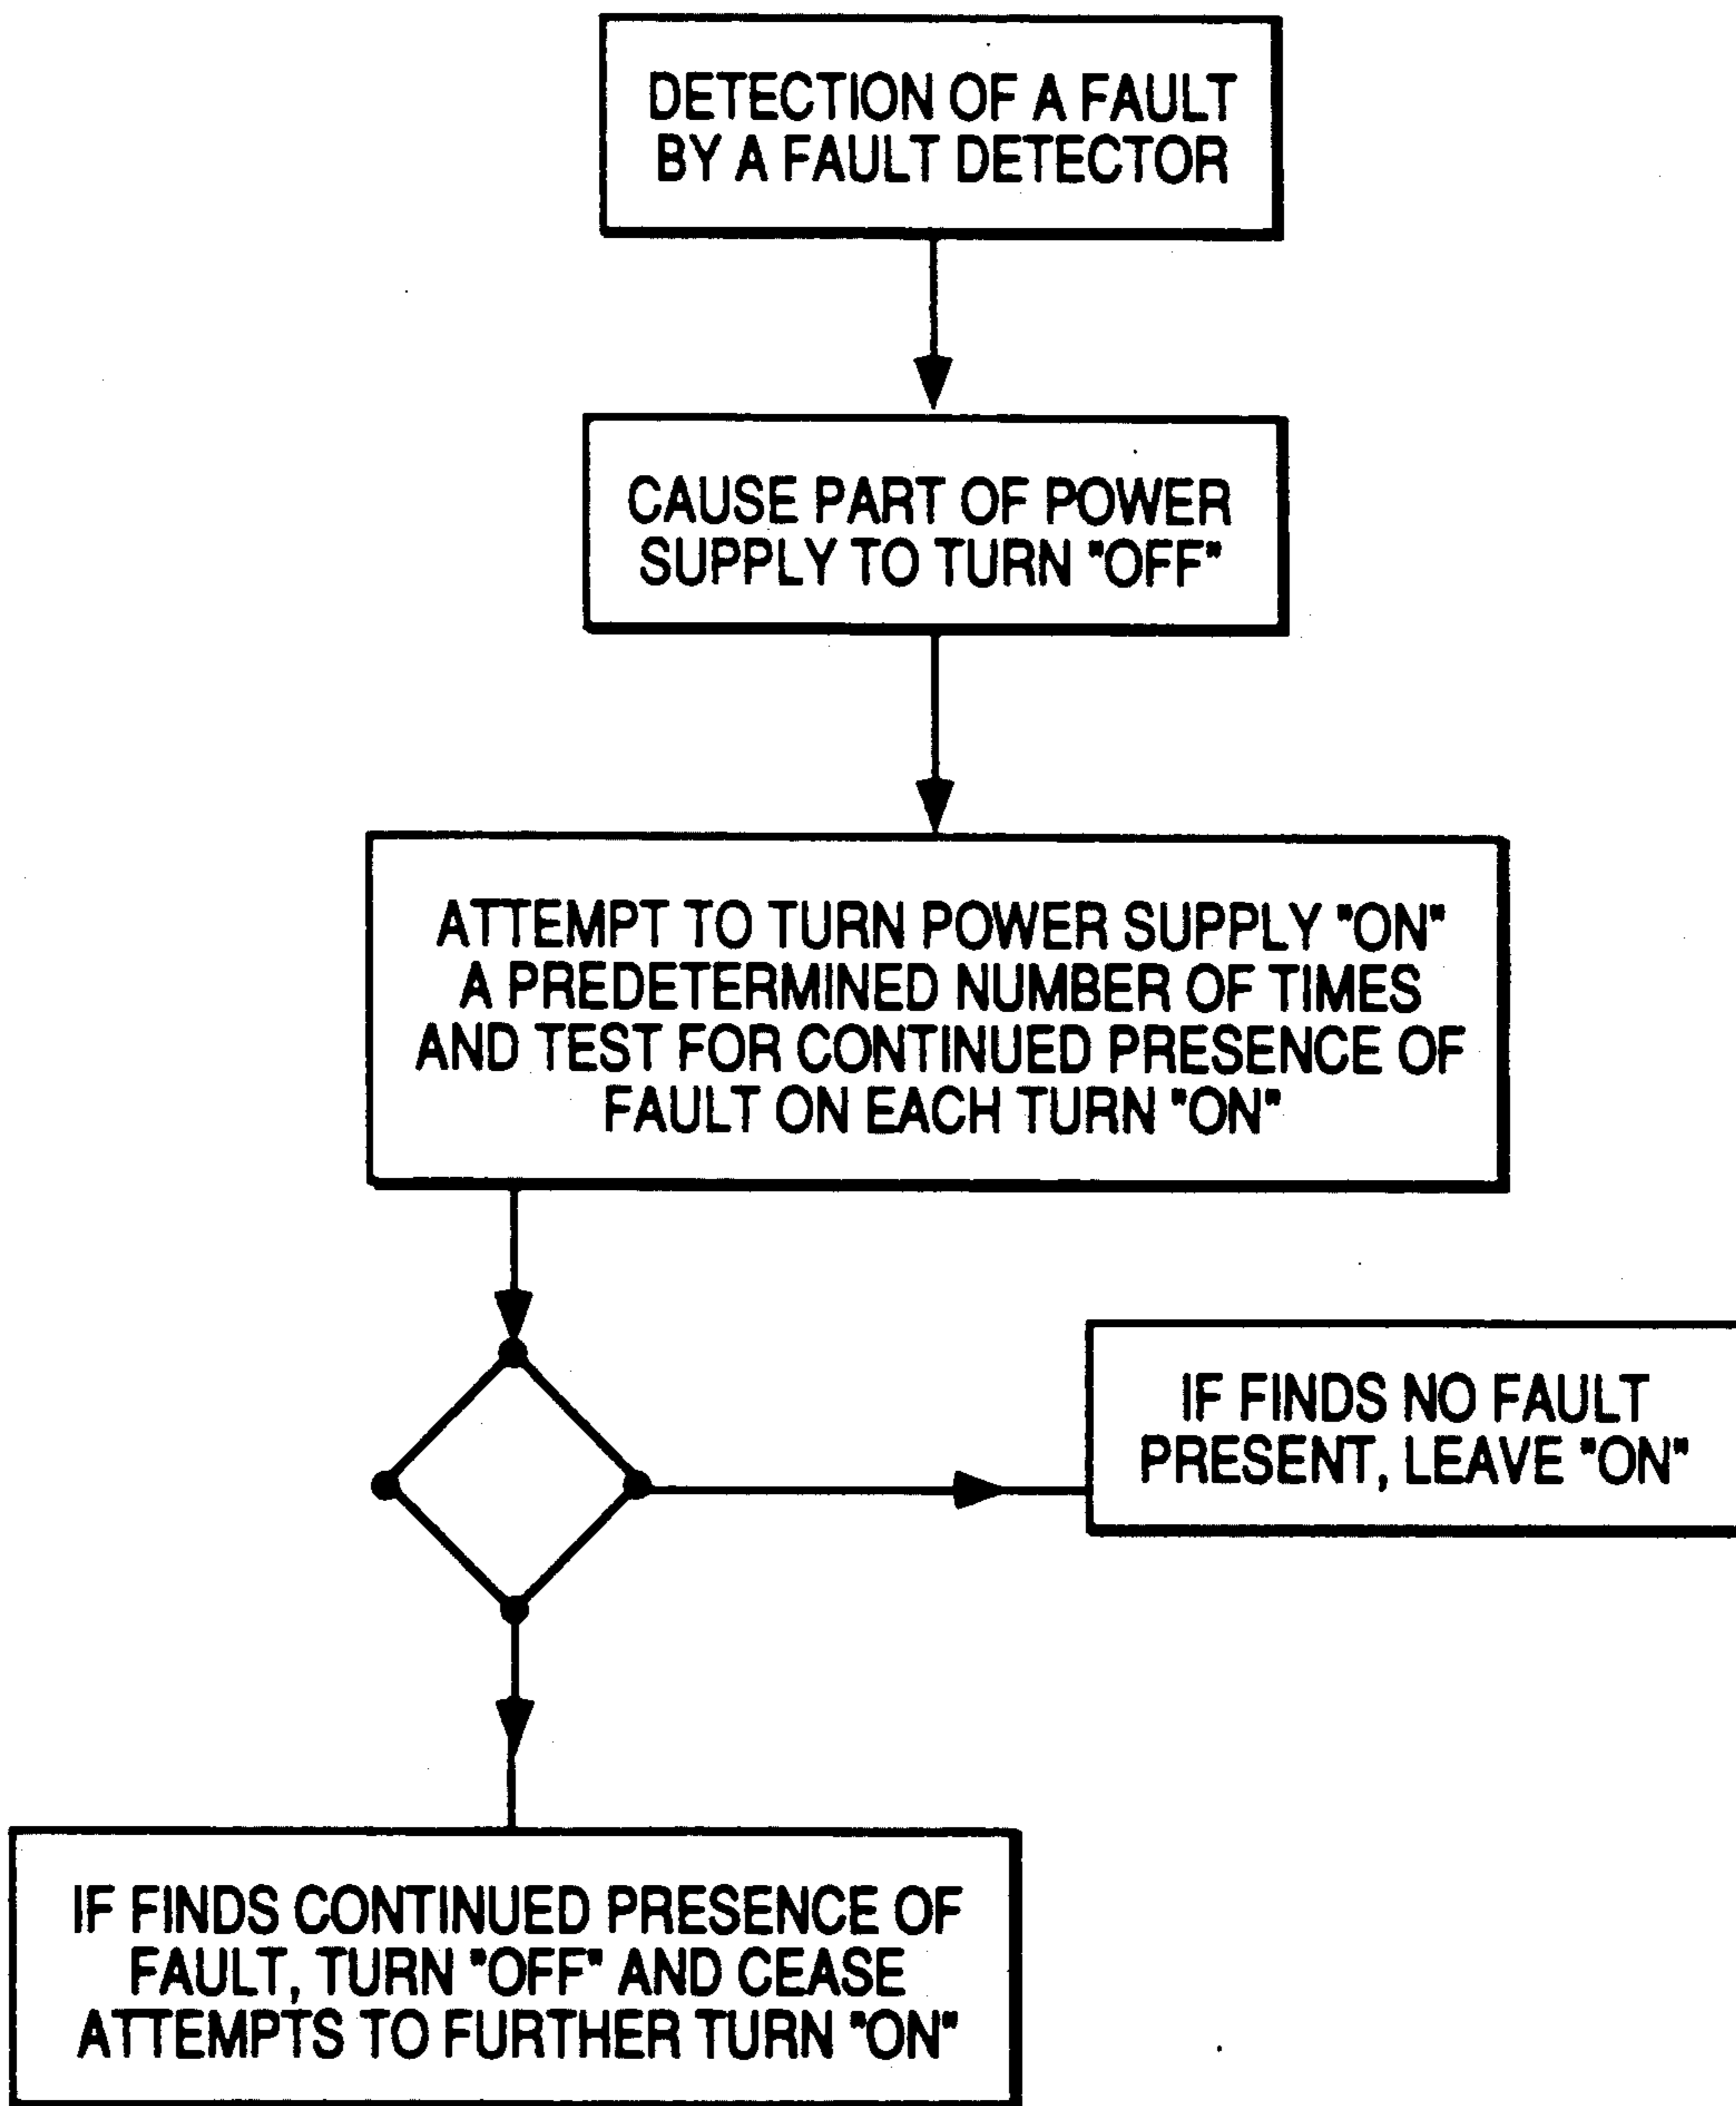 DETECTION OF A FAULT
BY A FAULT DETECTOR
CAUSE PART OF POWER
SUPPLY TO TURN "OFF"
ATTEMPT TO TURN POWER SUPPLY "ON"
A PREDETERMINED NUMBER OF TIMES
AND TEST FOR CONTINUED PRESENCE OF
FAULT ON EACH TURN "ON"
IF FINDS NO FAULT
PRESENT, LEAVE "ON"
IF FINDS CONTINUED PRESENCE OF
FAULT, TURN "OFF" AND CEASE
ATTEMPTS TO FURTHER TURN "ON"